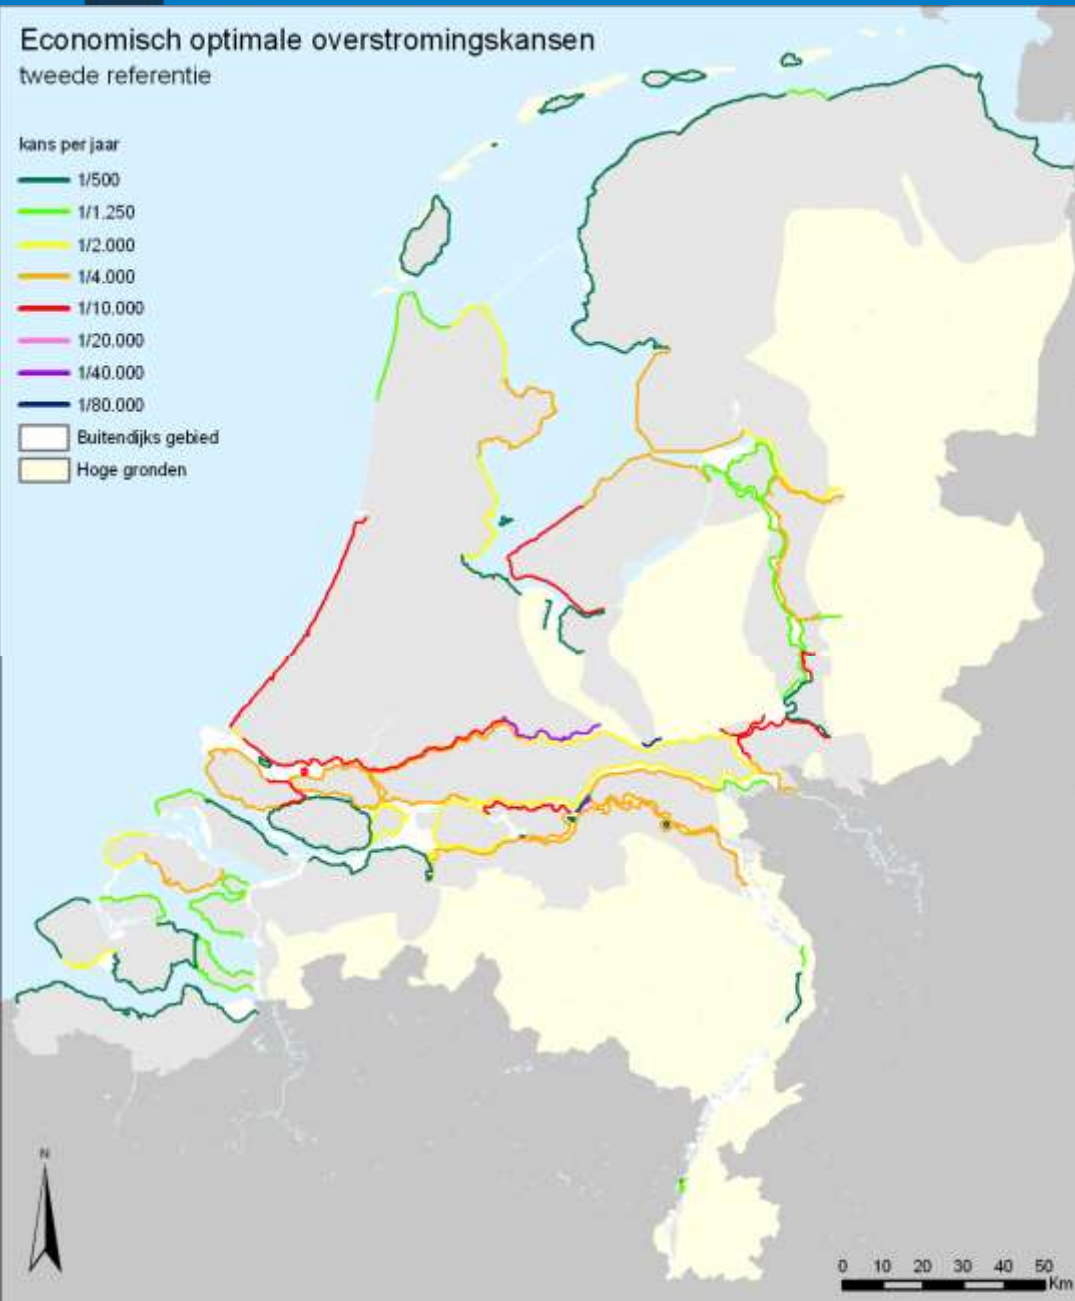 Economisch optimale overstromingskansen
tweede referentie
kans per jaar
1/500
1/1.250
1/2.000
1/4.000
1/10.000
1/20.000
1/40.000
1/80.000
Buitendijks gebied
Hoge gronden
N
0 10 20 30 40 50
Km